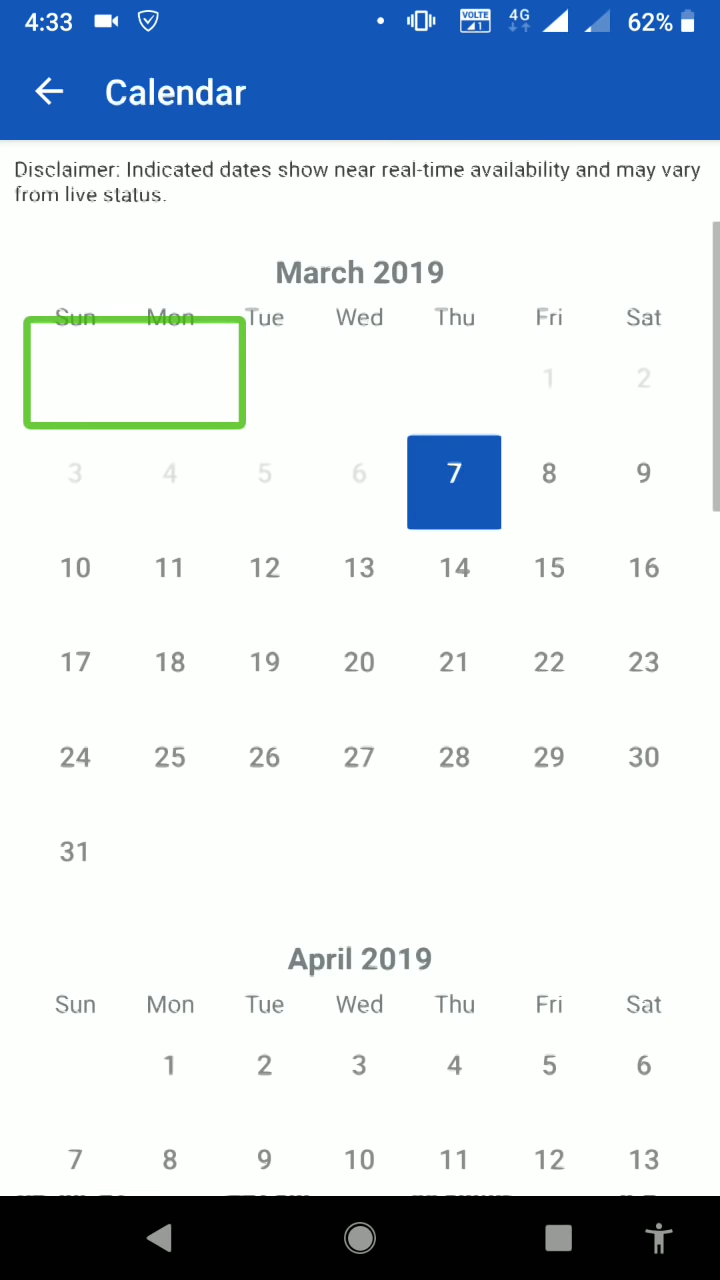 4:33 VOLTE 1 4G 62%
Calendar
Disclaimer: Indicated dates show near real-time availability and may vary
from live status.
March 2019
Sun Mon Tue Wed Thu Fri Sat
1 2
3 4 5 6 7 8 9
10 11 12 13 14 15 16
17 18 19 20 21 22 23
24 25 26 27 28 29 30
31
April 2019
Sun Mon Tue Wed Thu Fri Sat
1 2 3 4 5 6
7 8 9 10 11 12 13